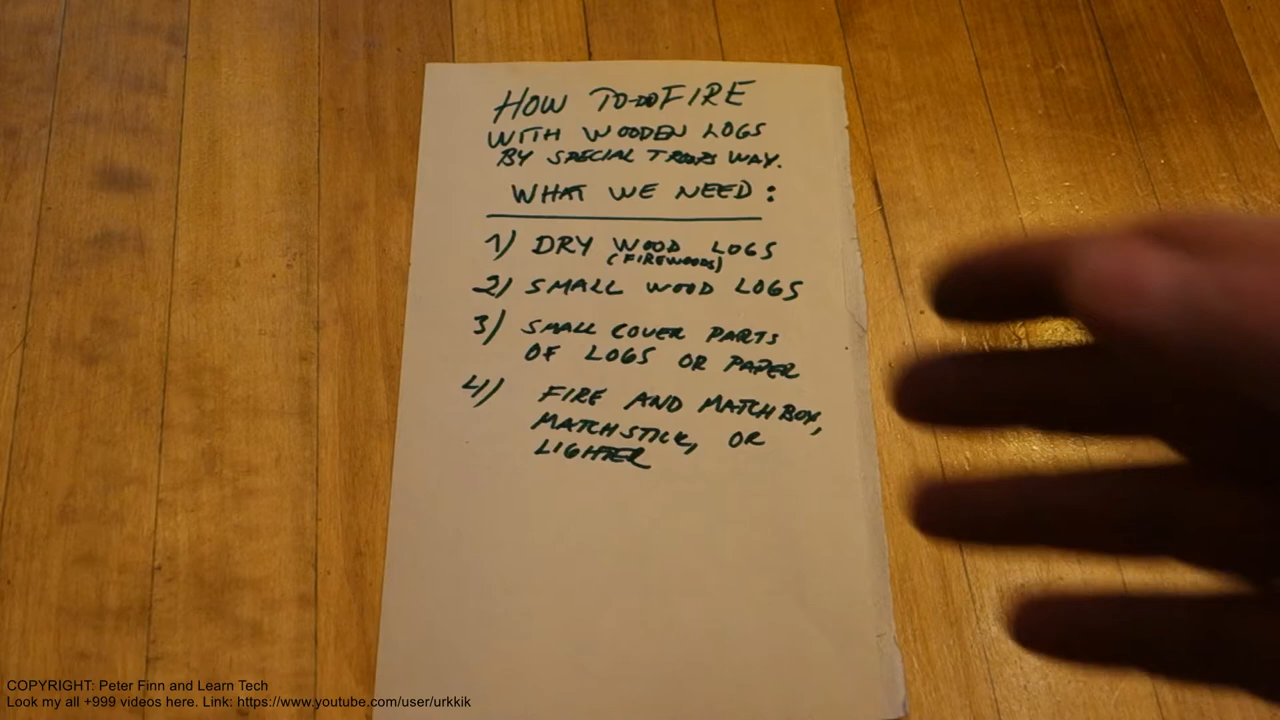 HOW TO-DO FIRE
WITH WOODEN LOGS
BY SPECIAL TROOPS WAY.
WHAT WE NEED:
1) DRY WOOD LOGS
(FIREWOODS)
2) SMALL WOOD LOGS
3) SMALL COVER PARTS
OF LOGS OR PAPER
4) FIRE AND MATCHBOX,
MATCHSTICK, OR
LIGHTER
COPYRIGHT: Peter Finn and Learn Tech
Look my all +999 videos here. Link: https://www.youtube.com/user/urkkik